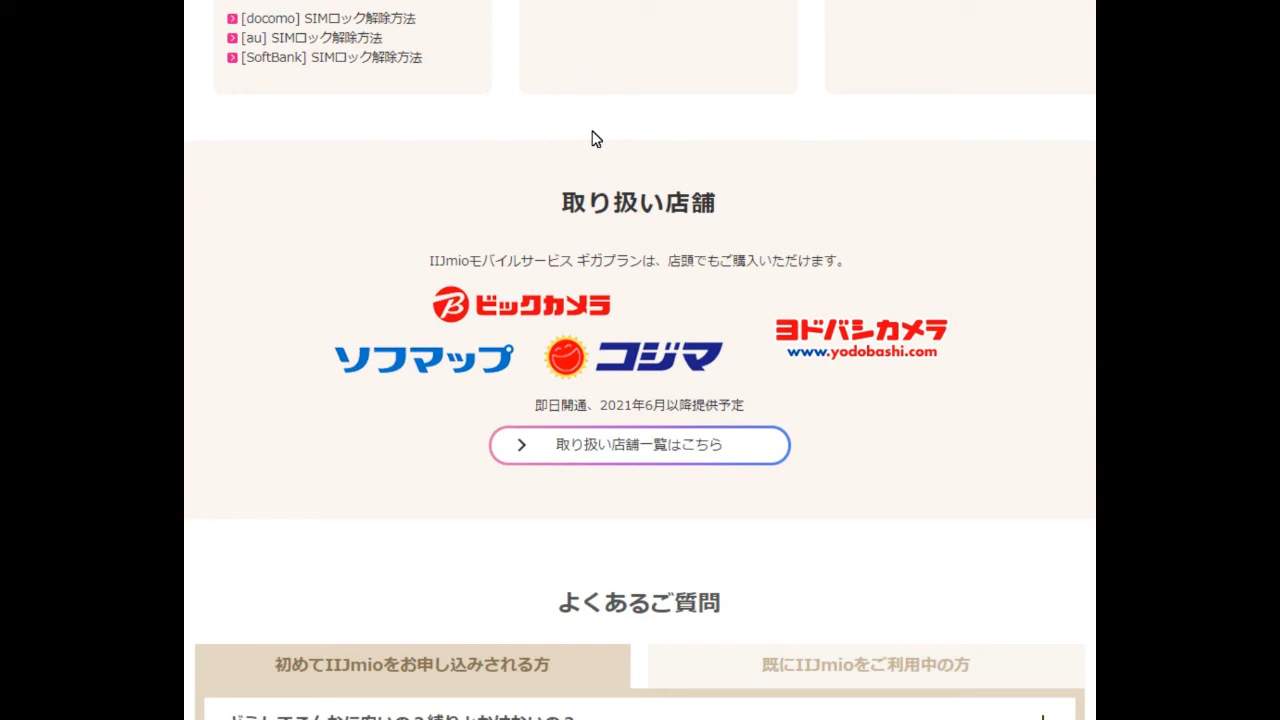 [docomo] SIMロック解除方法
[au] SIMロック解除方法
[SoftBank] SIMロック解除方法
取り扱い店舗
IIJmioモバイルサービス ギガプランは、店頭でもご購入いただけます。
ビックカメラ
ソフマップ コジマ
ヨドバシカメラ
www.yodobashi.com
即日開通、2021年6月以降提供予定
取り扱い店舗一覧はこちら
よくあるご質問
初めてIIJmioをお申し込みされる方
既にIIJmioをご利用中の方